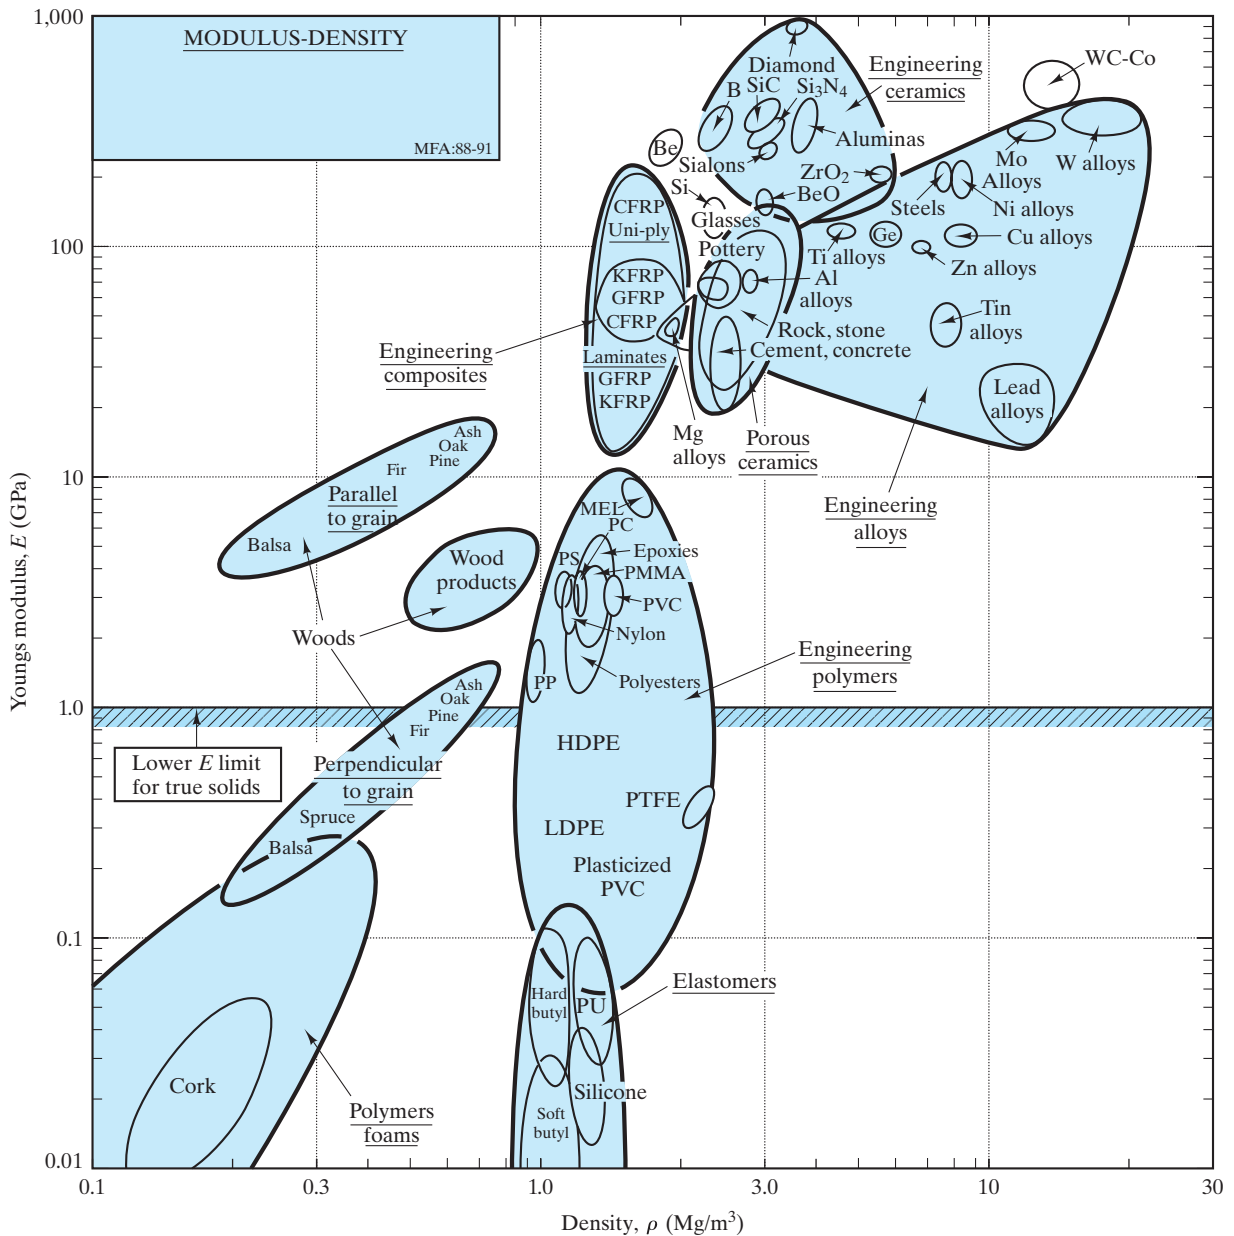 1,000
MODULUS-DENSITY
MFA:88-91
Diamond
B
SiC
Si3N4
Engineering
ceramics
WC-Co
Be
Sialons
Aluminas
Mo
Alloys
W alloys
Si
ZrO2
BeO
Steels
Ni alloys
CFRP
Uni-ply
Glasses
Pottery
100
Ti alloys
Ge
Cu alloys
Zn alloys
KFRP
GFRP
CFRP
Al
alloys
Tin
alloys
Rock, stone
Cement, concrete
Engineering
composites
Laminates
GFRP
KFRP
Lead
alloys
Mg
alloys
Porous
ceramics
Ash
Oak
Pine
Fir
Parallel
to grain
Balsa
10
Engineering
alloys
MEL
PC
PS
Epoxies
PMMA
PVC
Nylon
Polyesters
PP
Wood
products
Woods
Engineering
polymers
Youngs modulus, E (GPa)
Ash
Oak
Pine
Fir
1.0
Lower E limit
for true solids
Perpendicular
to grain
HDPE
PTFE
LDPE
Spruce
Balsa
Plasticized
PVC
0.1
Hard
butyl
PU
Elastomers
Cork
Silicone
Soft
butyl
Polymers
foams
0.01
0.1
0.3
1.0
3.0
10
30
Density, ρ (Mg/m3)